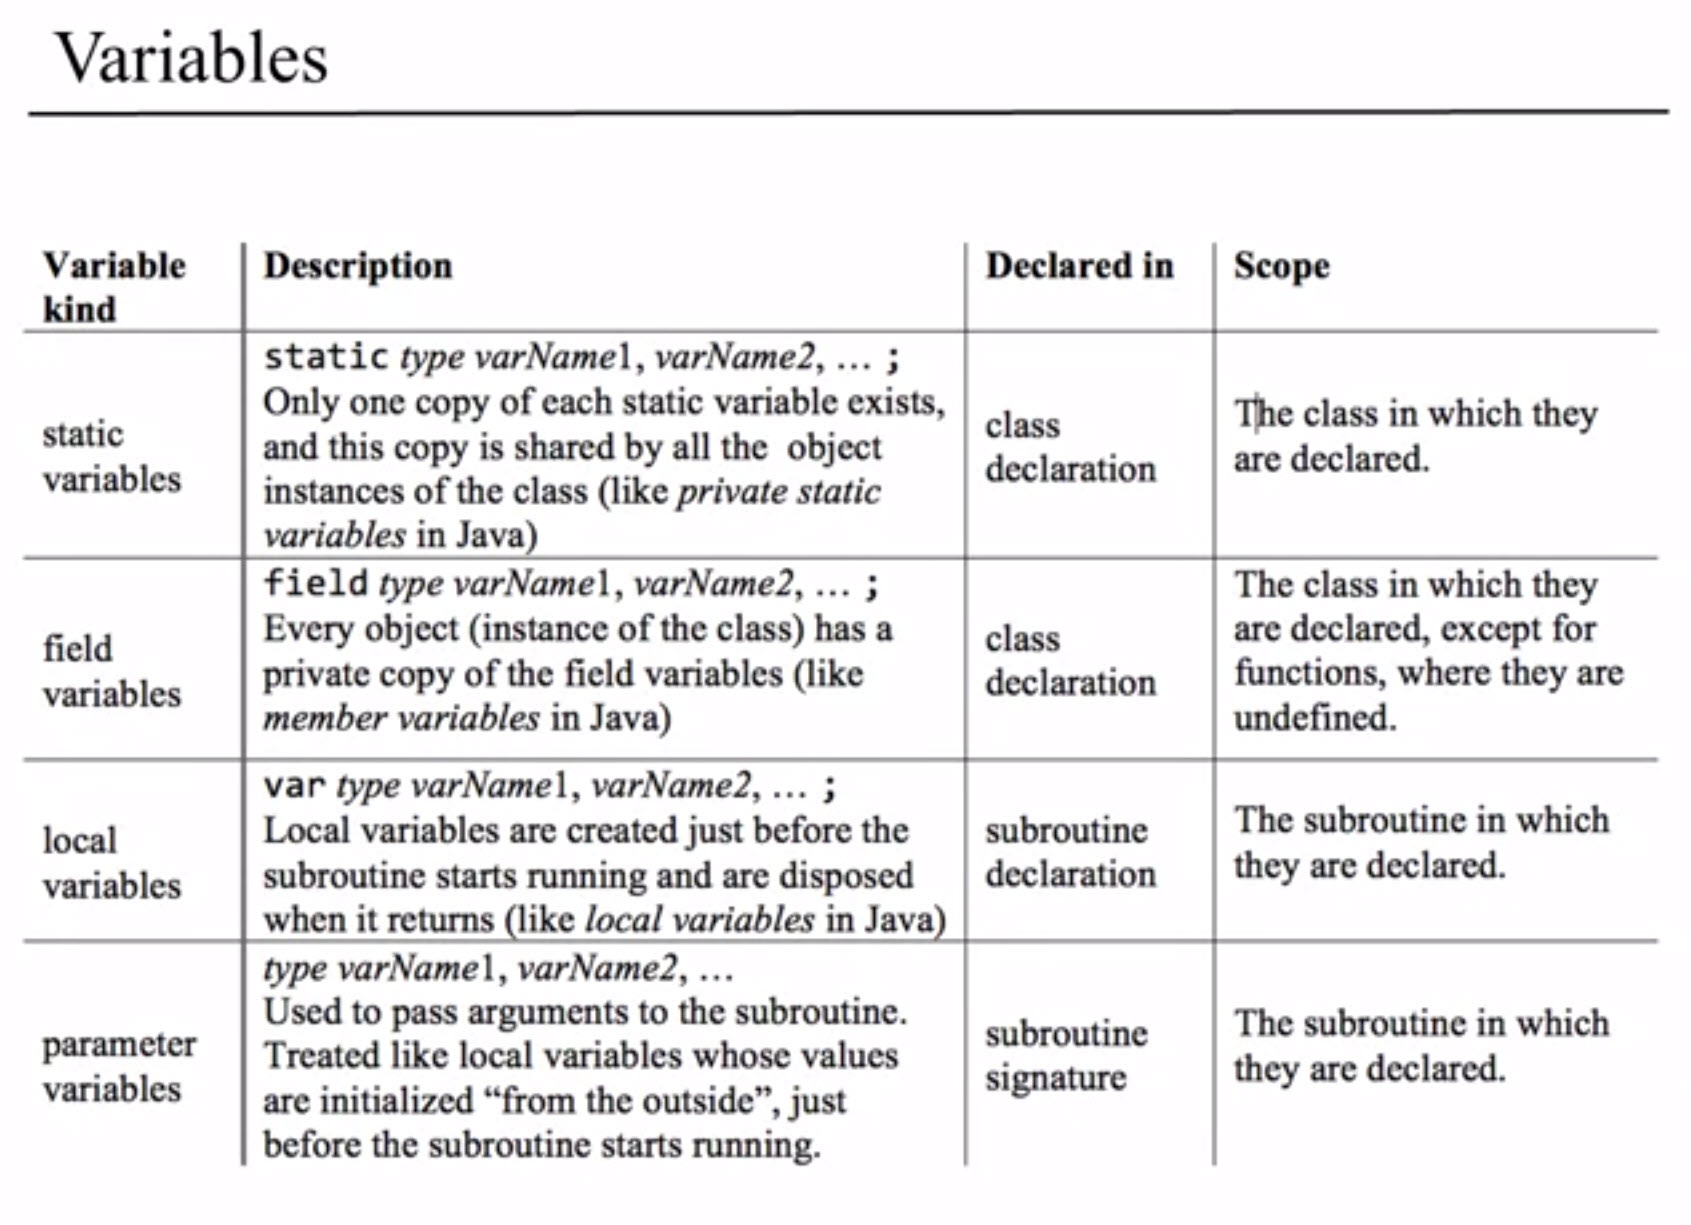 Variables
Variable
kind
Description
Declared in
Scope
static
variables
static type varName1, varName2, ... ;
Only one copy of each static variable exists,
and this copy is shared by all the object
instances of the class (like private static
variables in Java)
class
declaration
The class in which they
are declared.
field
variables
field type varName1, varName2, ... ;
Every object (instance of the class) has a
private copy of the field variables (like
member variables in Java)
class
declaration
The class in which they
are declared, except for
functions, where they are
undefined.
local
variables
var type varName1, varName2, ... ;
Local variables are created just before the
subroutine starts running and are disposed
when it returns (like local variables in Java)
subroutine
declaration
The subroutine in which
they are declared.
parameter
variables
type varName1, varName2, ...
Used to pass arguments to the subroutine.
Treated like local variables whose values
are initialized “from the outside”, just
before the subroutine starts running.
subroutine
signature
The subroutine in which
they are declared.